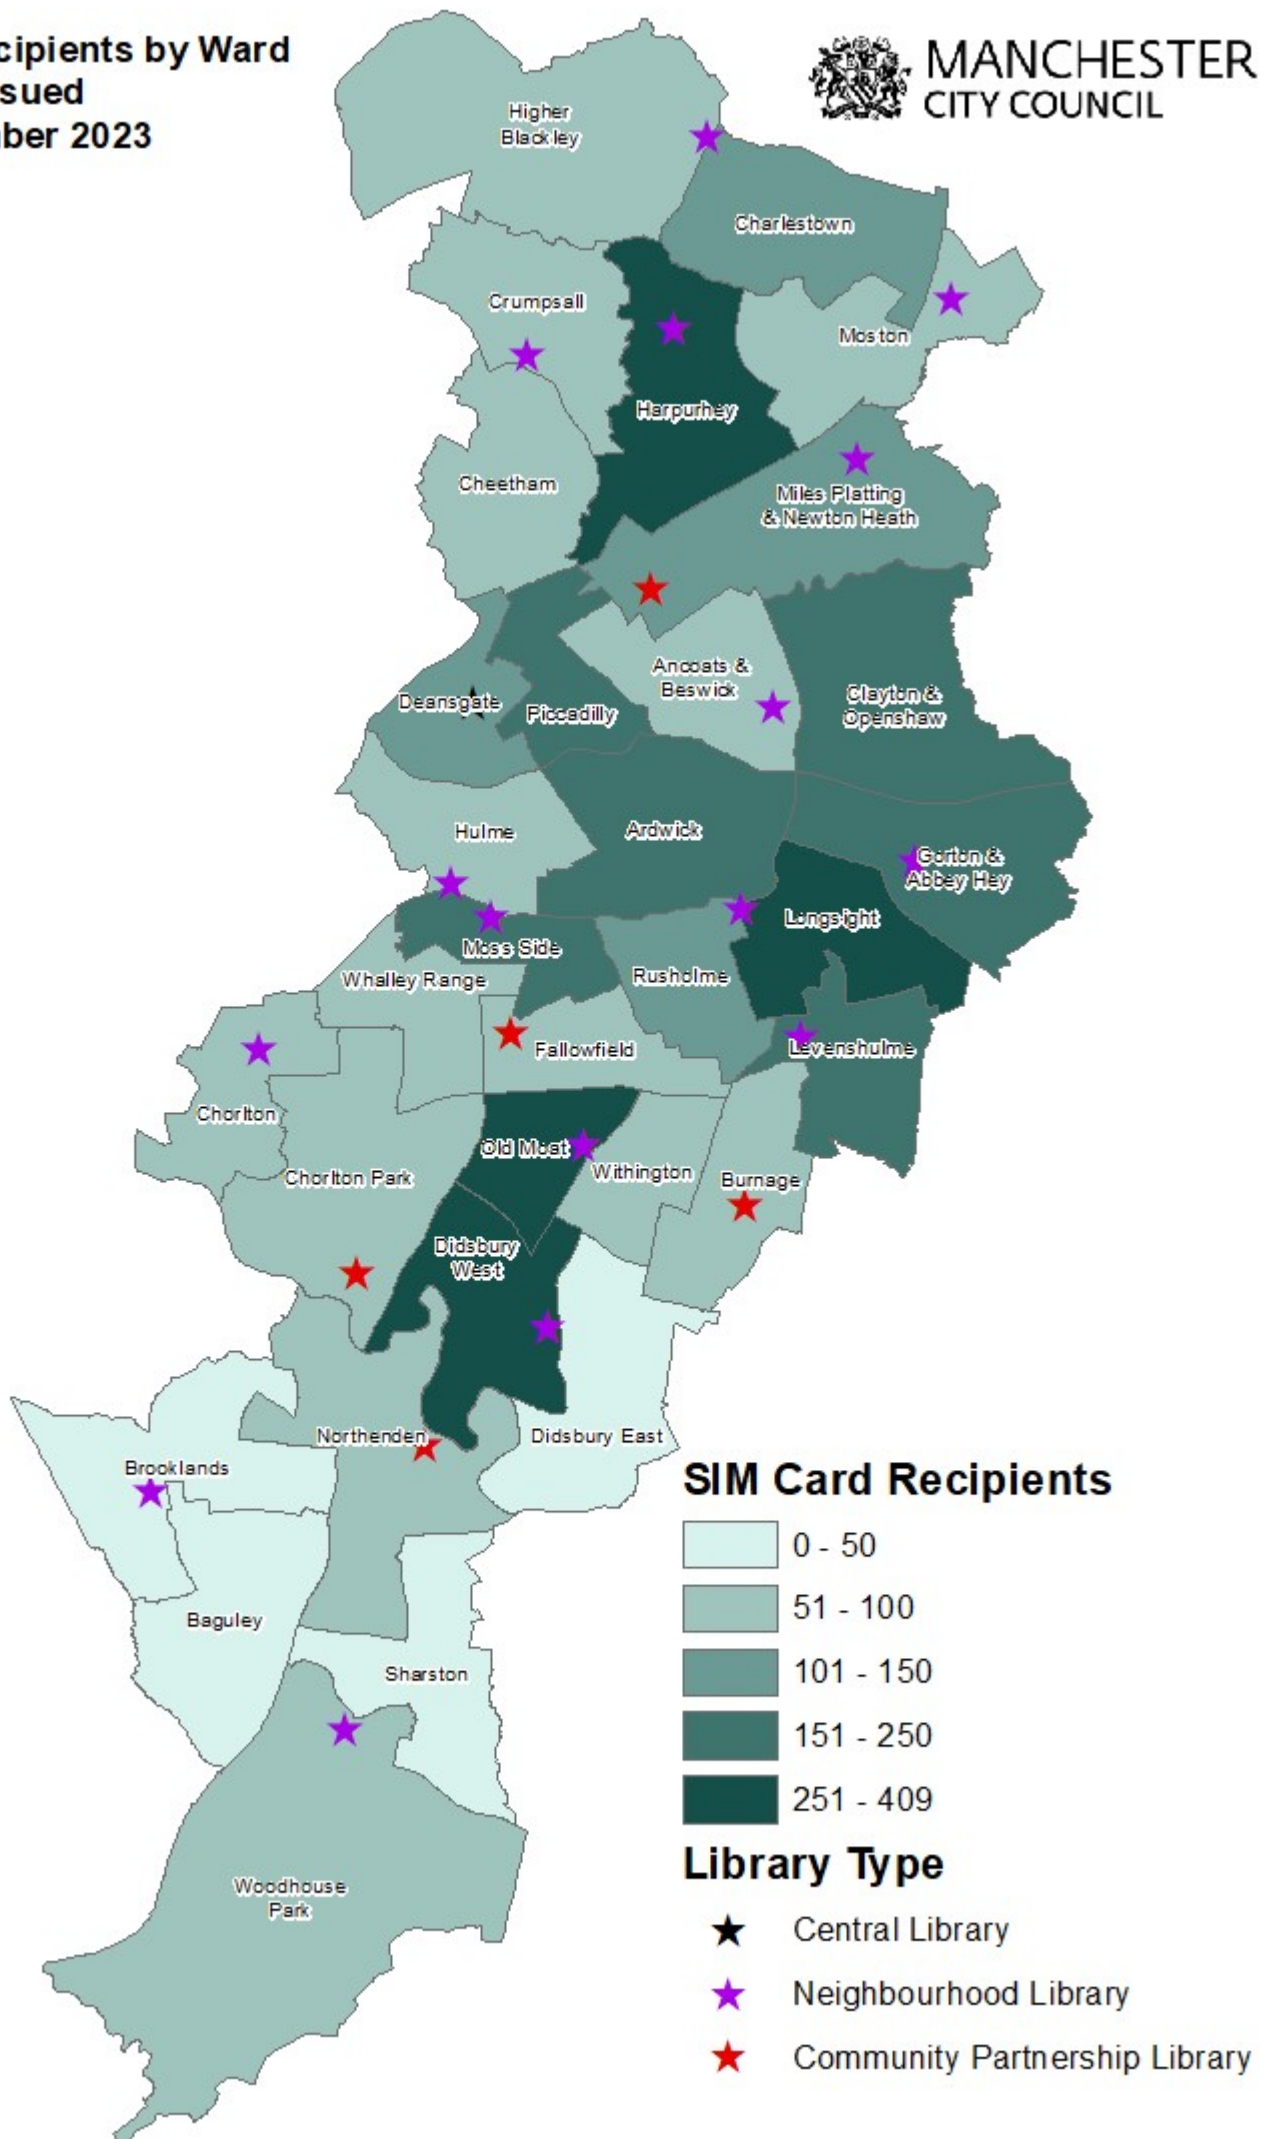 cipients by Ward
sued
ber 2023
MANCHESTER
CITY COUNCIL
Higher
Blackley
Charlestown
Crumpsall
Moston
Harpurhey
Cheetham
Miles Platting
& Newton Heath
Ancoats &
Beswick
Clayton &
Openshaw
Deansgate
Piccadilly
Hulme
Ardwick
Gorton &
Abbey Hey
Longsight
Moss Side
Whalley Range
Rusholme
Fallowfield
Levenshulme
Chorlton
Old Moat
Withington
Chorlton Park
Burnage
Didsbury
West
Northenden
Didsbury East
Brooklands
Baguley
Sharston
Woodhouse
Park
SIM Card Recipients
0 - 50
51 - 100
101 - 150
151 - 250
251 - 409
Library Type
Central Library
Neighbourhood Library
Community Partnership Library